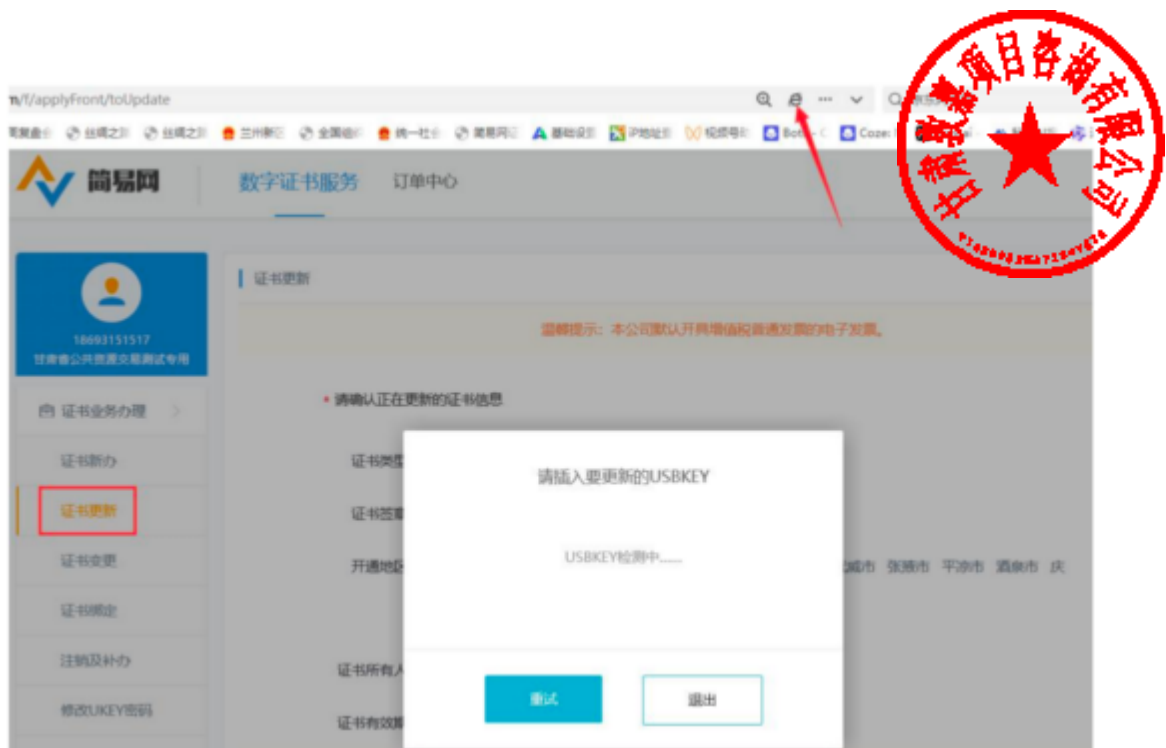 /f/applyFront/toUpdate
简易网
数字证书服务
订单中心
18693151517
甘肃省公共资源交易测试专用
证书更新
温馨提示：本公司默认开具增值税普通发票的电子发票。
证书业务办理
* 请确认正在更新的证书信息
证书新办
证书类型
请插入要更新的USBKEY
证书更新
证书签章
USBKEY检测中......
证书变更
开通地区
张掖市 平凉市 酒泉市 庆
证书绑定
注销及补办
证书所有人
重试
退出
修改UKEY密码
证书有效期
项目咨询有限公司